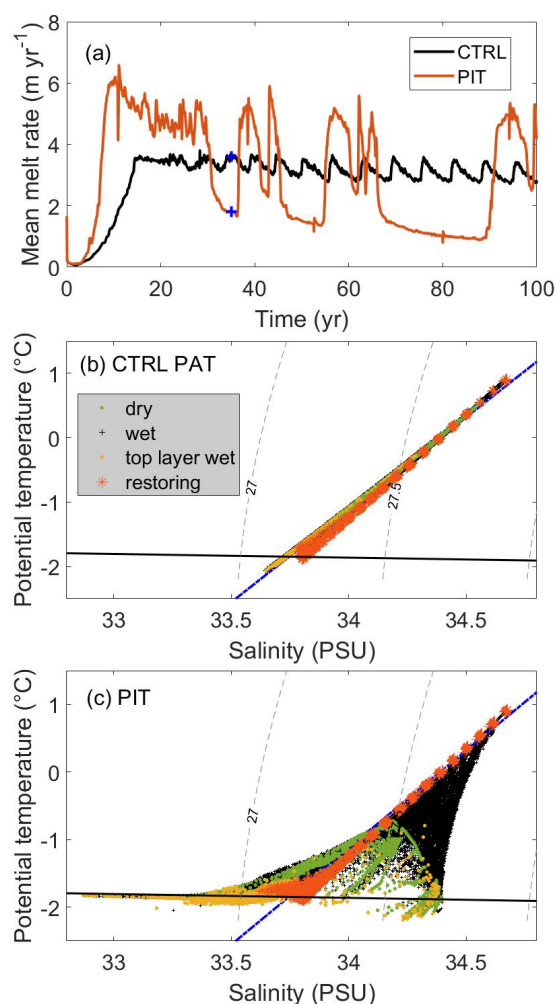 (a)
CTRL
PIT
Mean melt rate (m yr-1)
8
6
4
2
0
0 20 40 60 80 100
Time (yr)
(b) CTRL PAT
dry
wet
top layer wet
restoring
Potential temperature (°C)
1
0
-1
-2
27
27.5
33 33.5 34 34.5
Salinity (PSU)
(c) PIT
Potential temperature (°C)
1
0
-1
-2
27
33 33.5 34 34.5
Salinity (PSU)